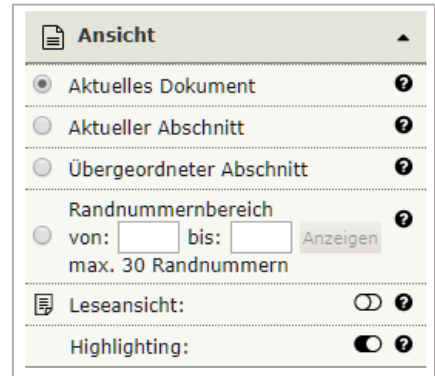 Ansicht
Aktuelles Dokument
Aktueller Abschnitt
Übergeordneter Abschnitt
Randnummernbereich
von: bis: Anzeigen
max. 30 Randnummern
Leseansicht:
Highlighting: